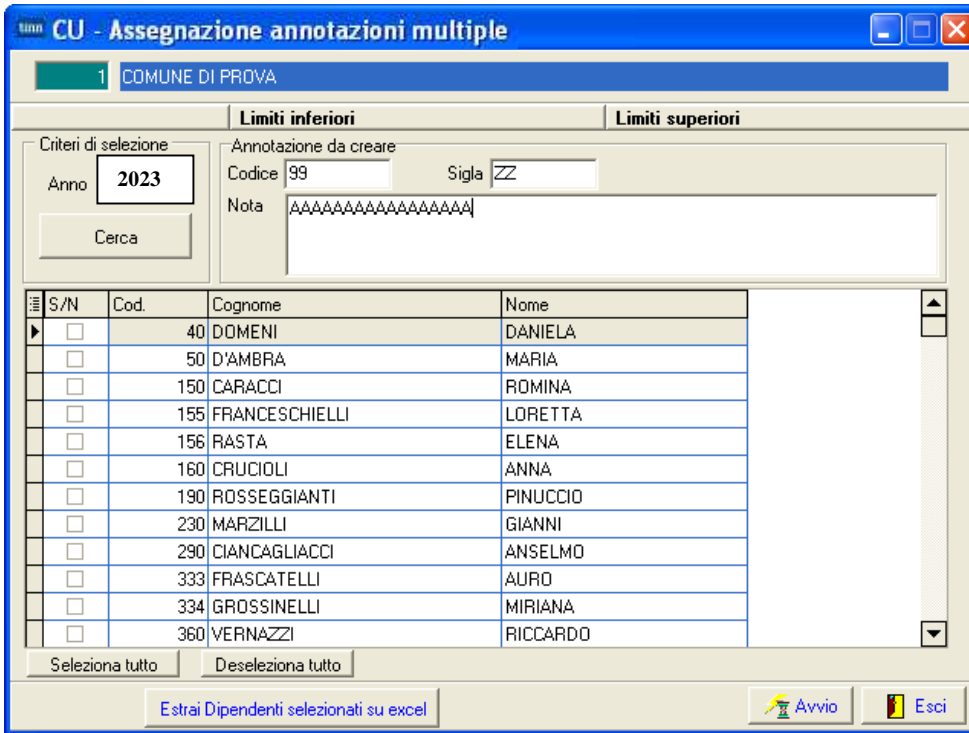 tinn CU - Assegnazione annotazioni multiple
1 COMUNE DI PROVA
Limiti inferiori Limiti superiori
Criteri di selezione Annotazione da creare
Anno 2023 Codice 99 Sigla ZZ
Nota AAAAAAAAAAAAAAAAA
Cerca
S/N Cod. Cognome Nome
40 DOMENI DANIELA
50 D'AMBRA MARIA
150 CARACCI ROMINA
155 FRANCESCHIELLI LORETTA
156 RASTA ELENA
160 CRUCIOLI ANNA
190 ROSSEGGIANTI PINUCCIO
230 MARZILLI GIANNI
290 CIANCAGLIACCI ANSELMO
333 FRASCATELLI AURO
334 GROSSINELLI MIRIANA
360 VERNAZZI RICCARDO
Seleziona tutto Deseleziona tutto
Estrai Dipendenti selezionati su excel Avvio Esci